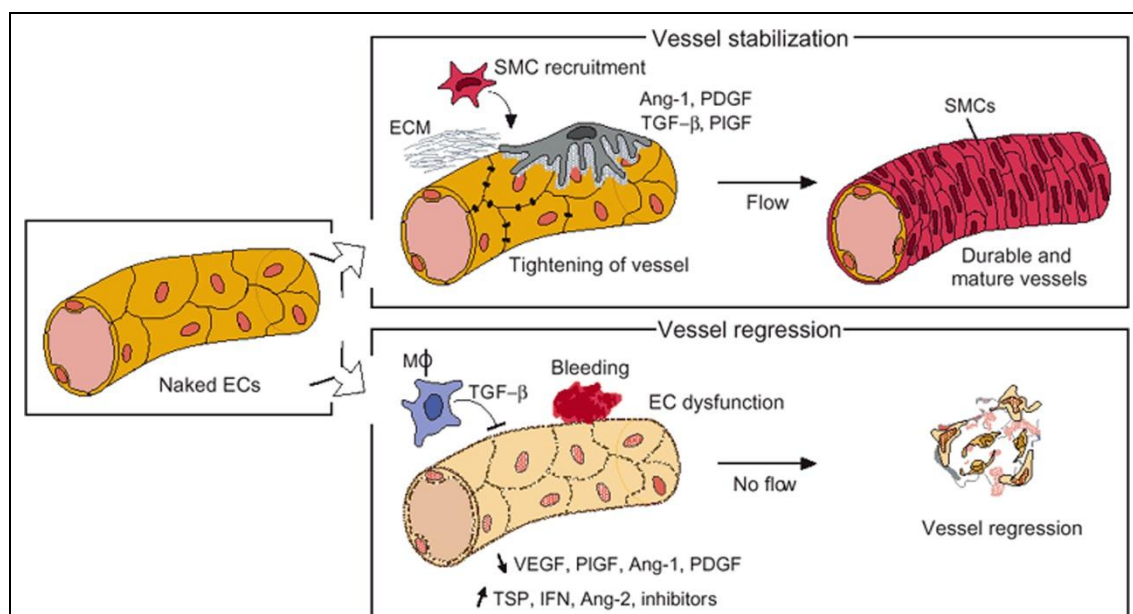 Vessel stabilization
SMC recruitment
Ang-1, PDGF
TGF-β, PIGF
ECM
SMCs
Flow
Tightening of vessel
Durable and
mature vessels
Naked ECs
Vessel regression
MΦ
TGF-β
Bleeding
EC dysfunction
No flow
Vessel regression
VEGF, PIGF, Ang-1, PDGF
TSP, IFN, Ang-2, inhibitors